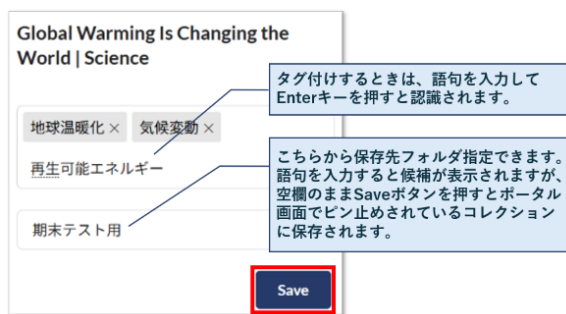 Global Warming Is Changing the
World | Science
タグ付けするときは、語句を入力して
Enterキーを押すと認識されます。
地球温暖化 × 気候変動 ×
再生可能エネルギー
こちらから保存先フォルダ指定できます。
語句を入力すると候補が表示されますが、
空欄のままSaveボタンを押すとポータル
画面でピン止めされているコレクション
に保存されます。
期末テスト用
Save